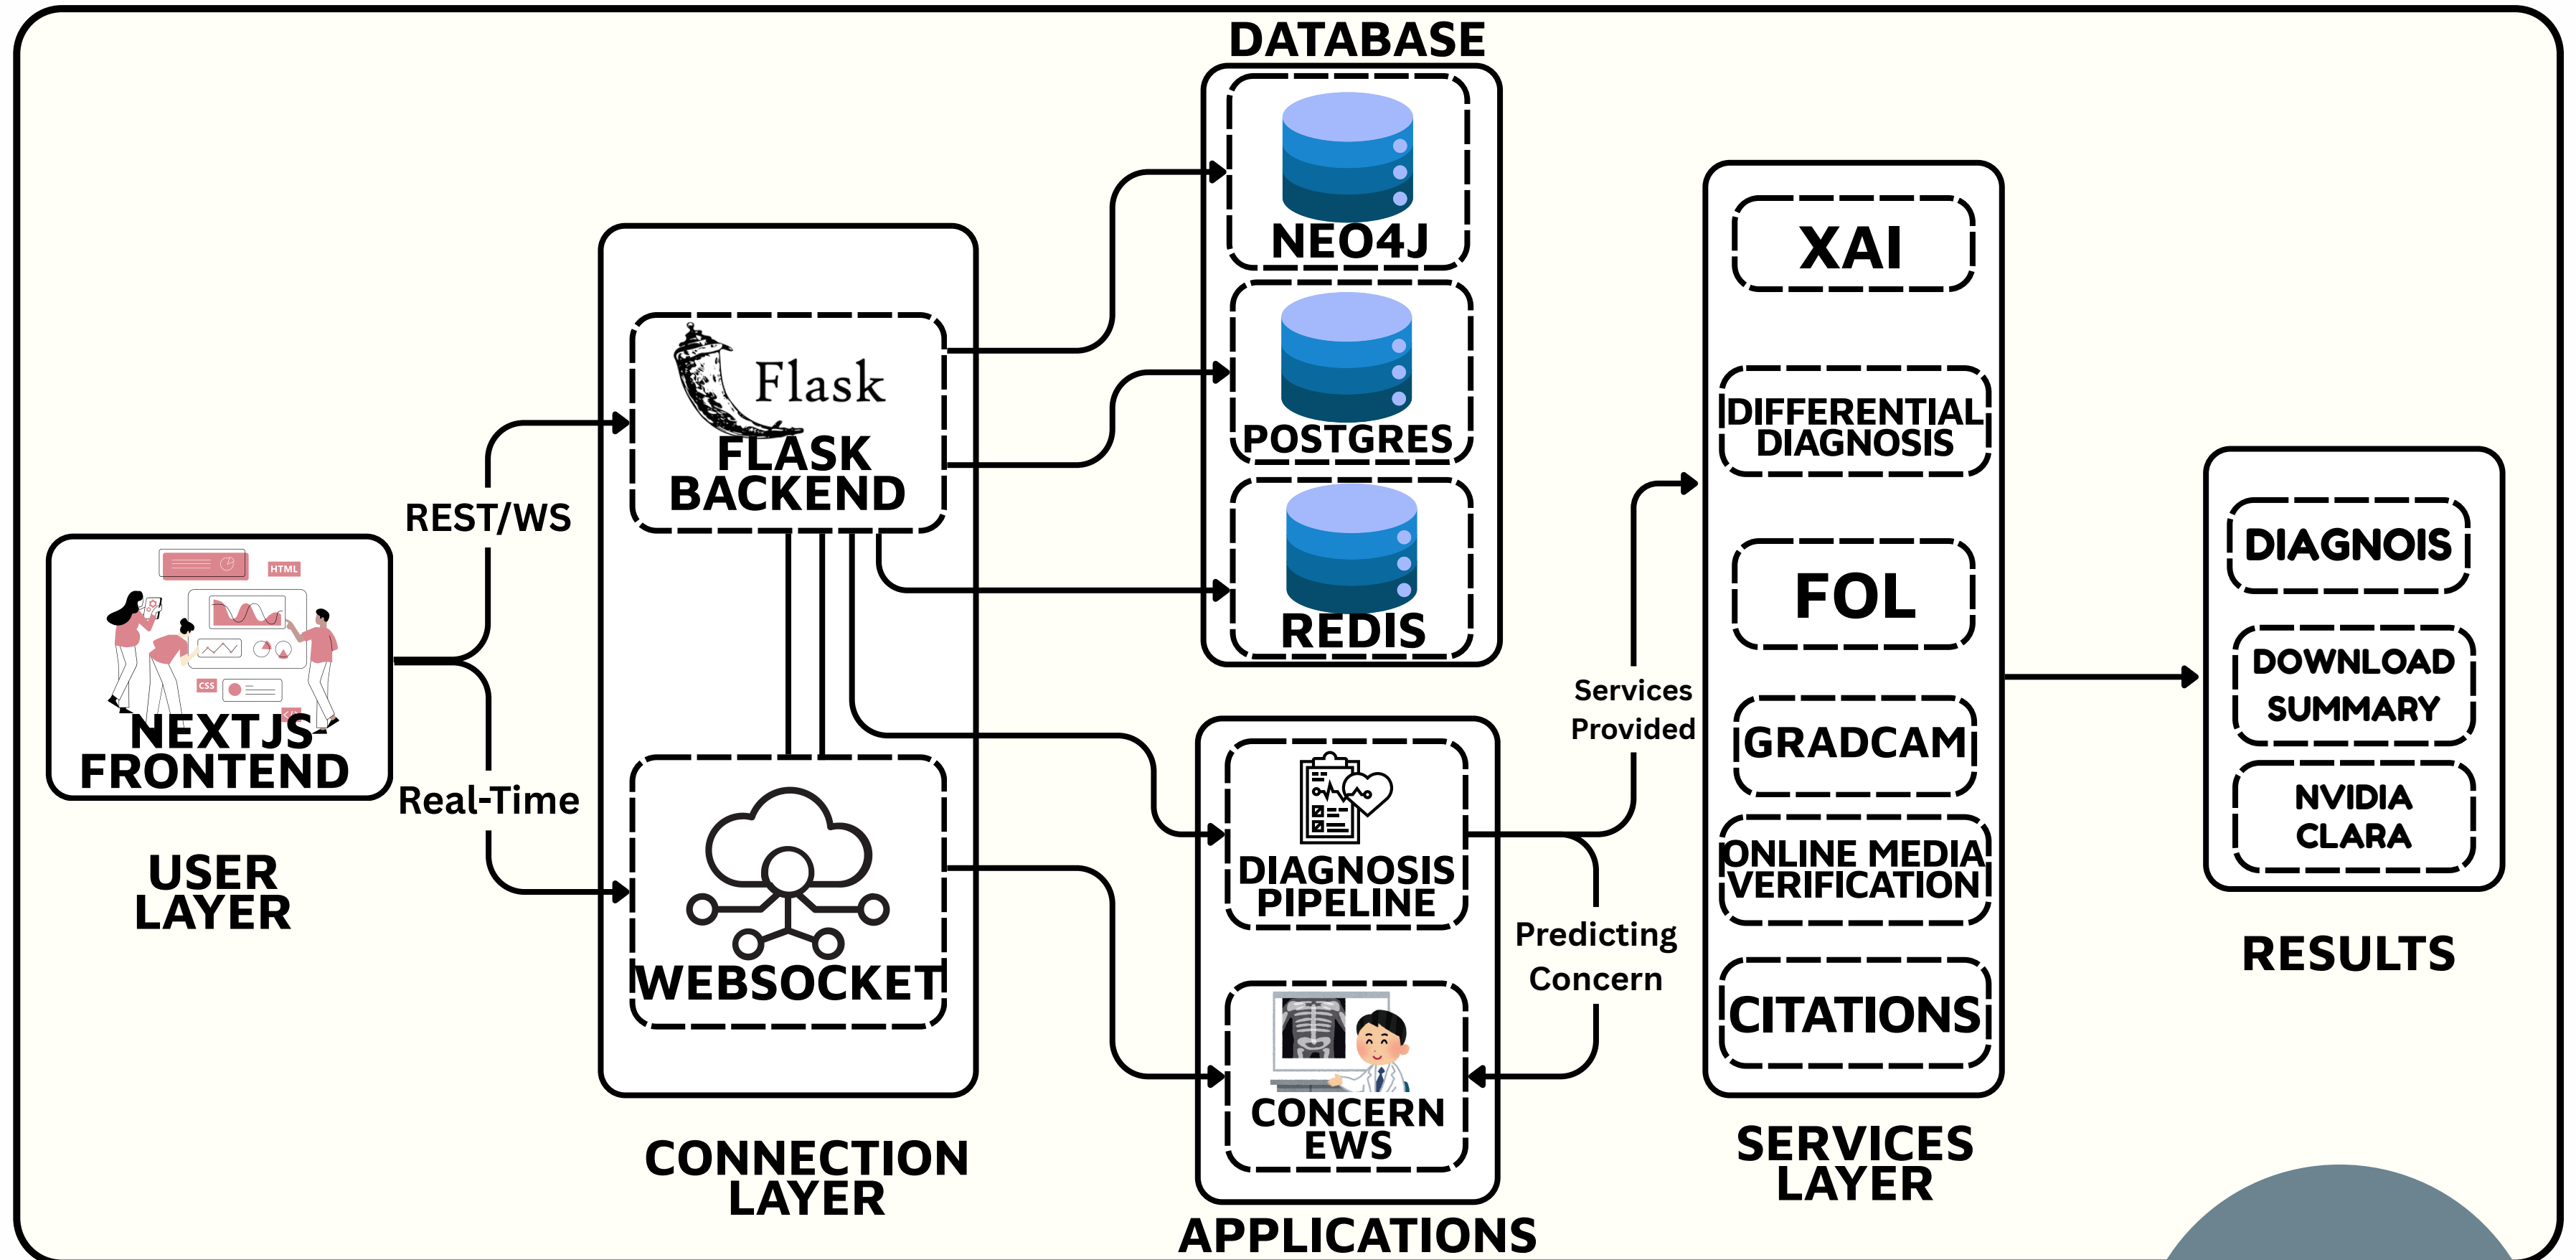 DATABASE
NEO4J
POSTGRES
REDIS
Flask
FLASK
BACKEND
REST/WS
HTML
CSS
</>
NEXTJS
FRONTEND
Real-Time
USER
LAYER
WEBSOCKET
CONNECTION
LAYER
DIAGNOSIS
PIPELINE
CONCERN
EWS
APPLICATIONS
Services
Provided
Predicting
Concern
XAI
DIFFERENTIAL
DIAGNOSIS
FOL
GRADCAM
ONLINE MEDIA
VERIFICATION
CITATIONS
SERVICES
LAYER
DIAGNOIS
DOWNLOAD
SUMMARY
NVIDIA
CLARA
RESULTS